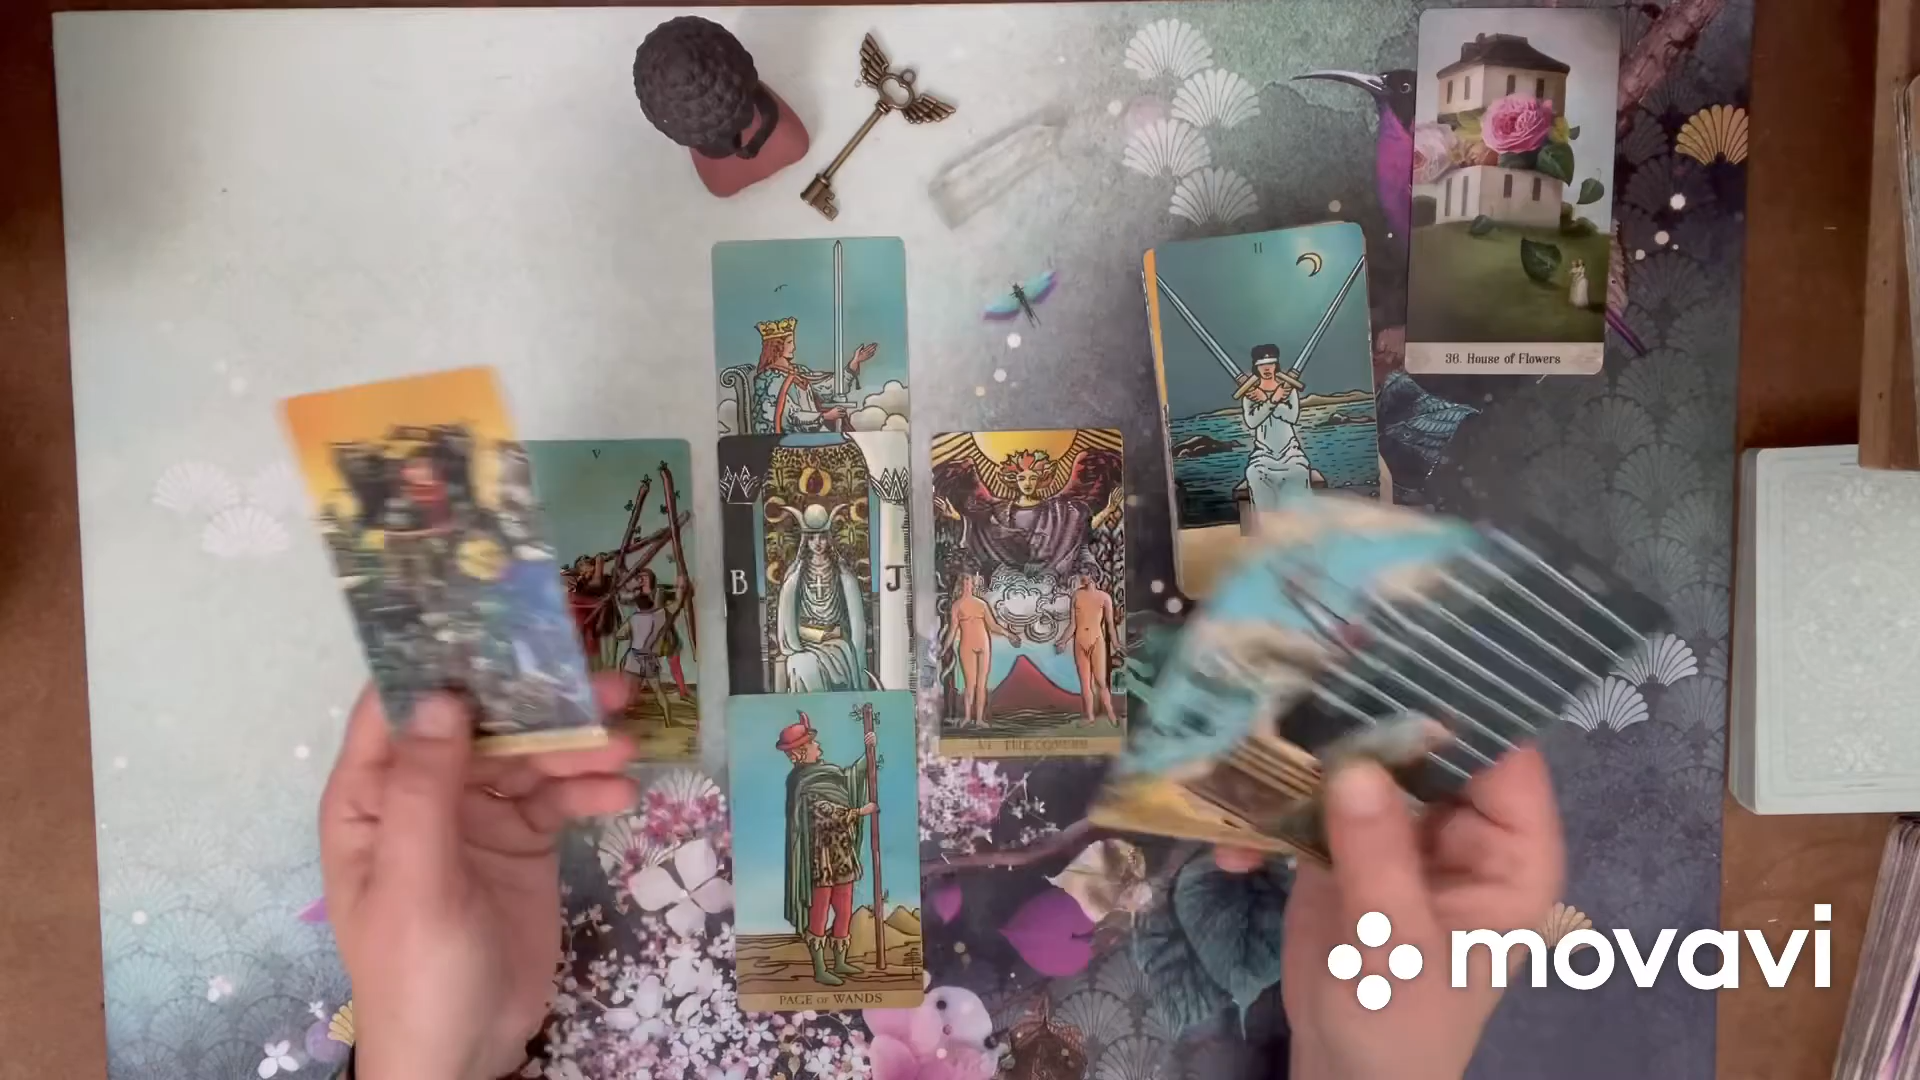 II
36. House of Flowers
V
B
J
VI. THE LOVERS.
PAGE OF WANDS
movavi